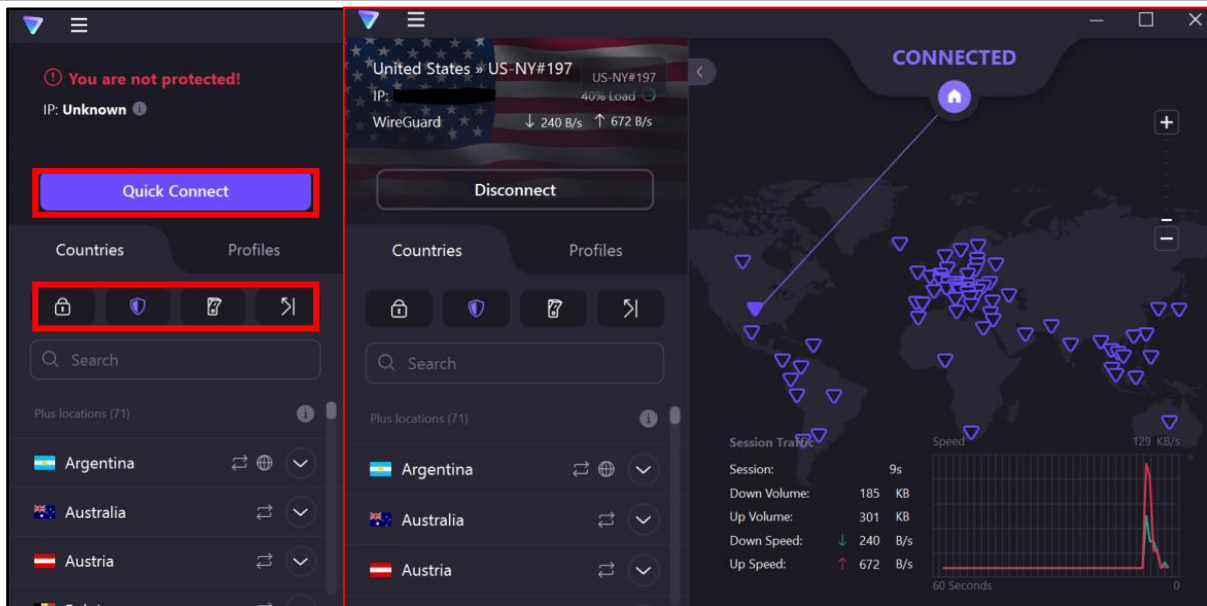 You are not protected!
IP: Unknown
Quick Connect
Countries Profiles
Search
Plus locations (71)
Argentina
Australia
Austria
United States » US-NY#197
US-NY#197
IP:
40% Load
WireGuard ↓ 240 B/s ↑ 672 B/s
Disconnect
Countries Profiles
Search
Plus locations (71)
Argentina
Australia
Austria
CONNECTED
Session Traffic
Session: 9s
Down Volume: 185 KB
Up Volume: 301 KB
Down Speed: ↓ 240 B/s
Up Speed: ↑ 672 B/s
Speed 129 KB/s
60 Seconds 0